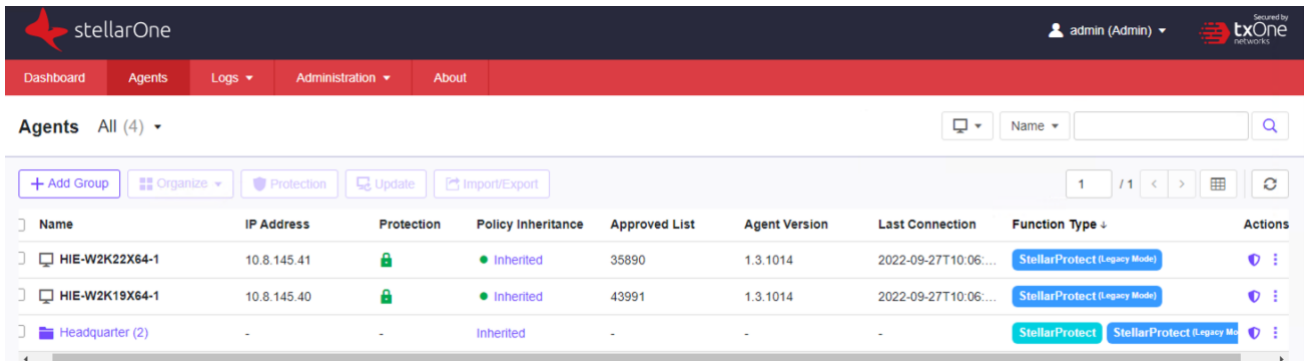 stellarOne
admin (Admin)
Secured by
txOne
networks
Dashboard Agents Logs Administration About
Agents All (4)
Name
+ Add Group Organize Protection Update Import/Export
1 / 1
Name IP Address Protection Policy Inheritance Approved List Agent Version Last Connection Function Type ↓ Actions
HIE-W2K22X64-1 10.8.145.41 Inherited 35890 1.3.1014 2022-09-27T10:06:... StellarProtect (Legacy Mode)
HIE-W2K19X64-1 10.8.145.40 Inherited 43991 1.3.1014 2022-09-27T10:06:... StellarProtect (Legacy Mode)
Headquarter (2) - - Inherited - - - StellarProtect StellarProtect (Legacy Mo